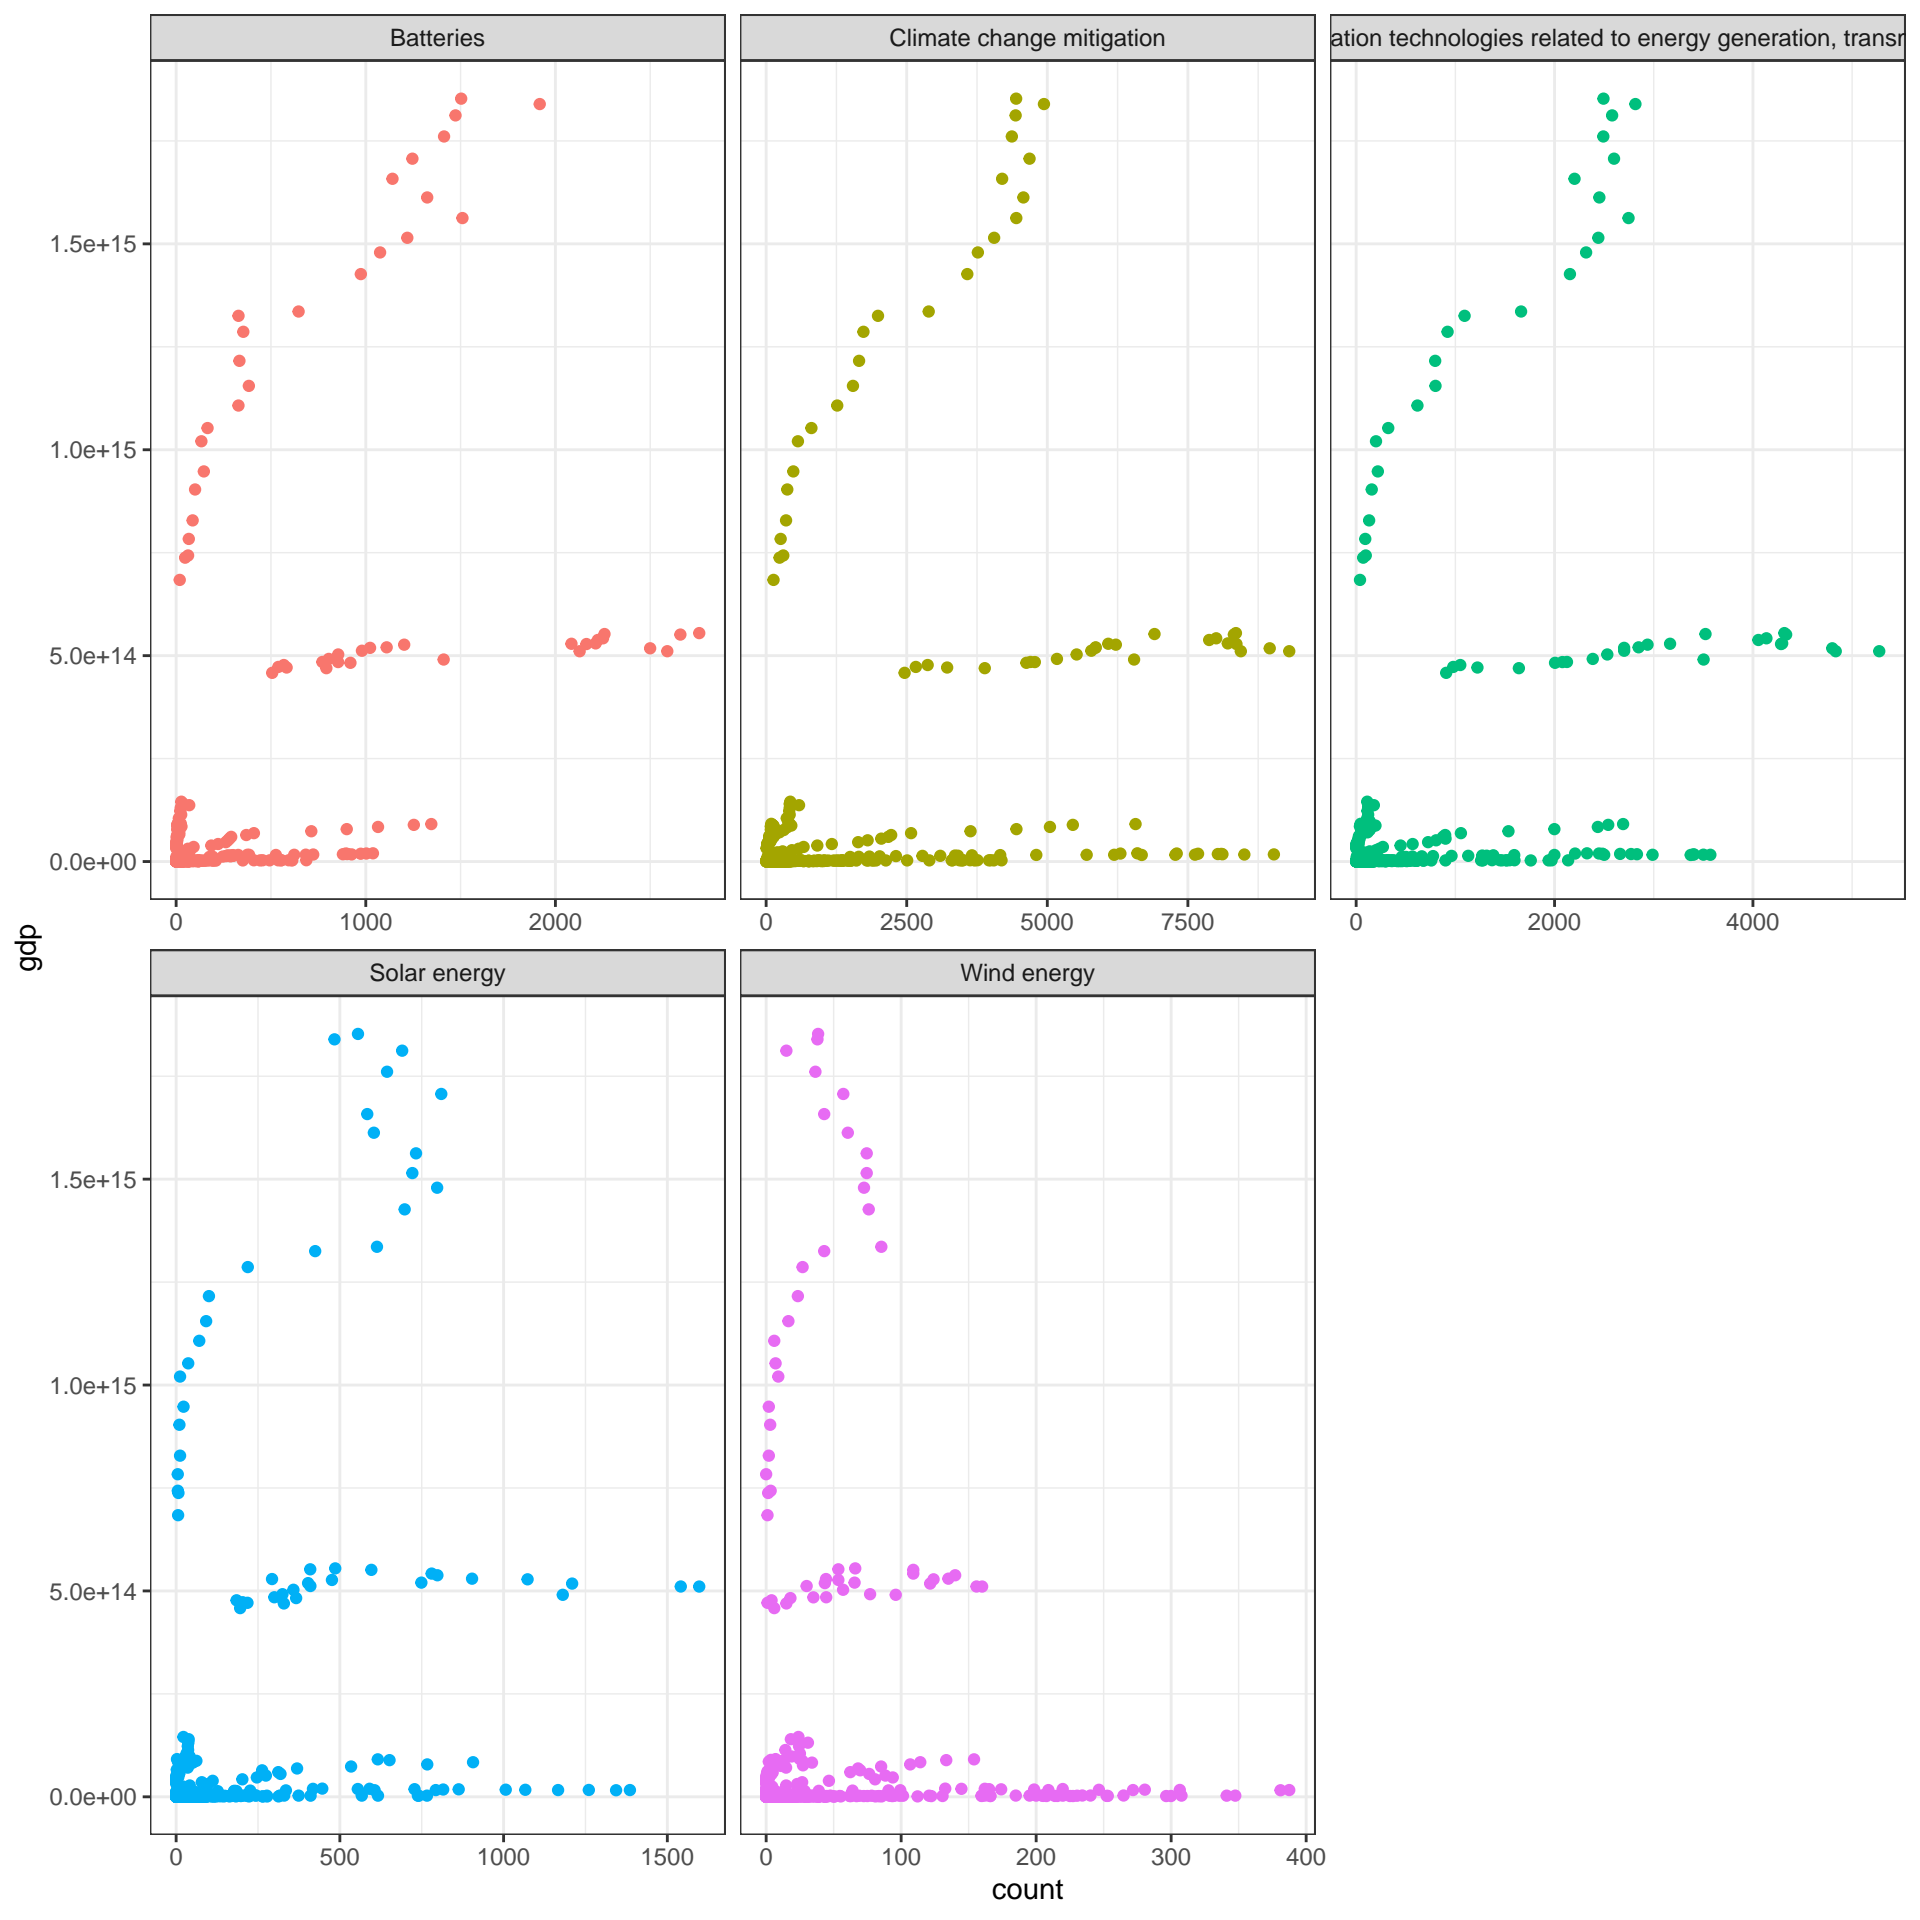 Batteries
Climate change mitigation
ation technologies related to energy generation, transr
1.5e+15
1.0e+15
5.0e+14
0.0e+00
0 1000 2000
0 2500 5000 7500
0 2000 4000
gdp
Solar energy
Wind energy
1.5e+15
1.0e+15
5.0e+14
0.0e+00
0 500 1000 1500
0 100 200 300 400
count